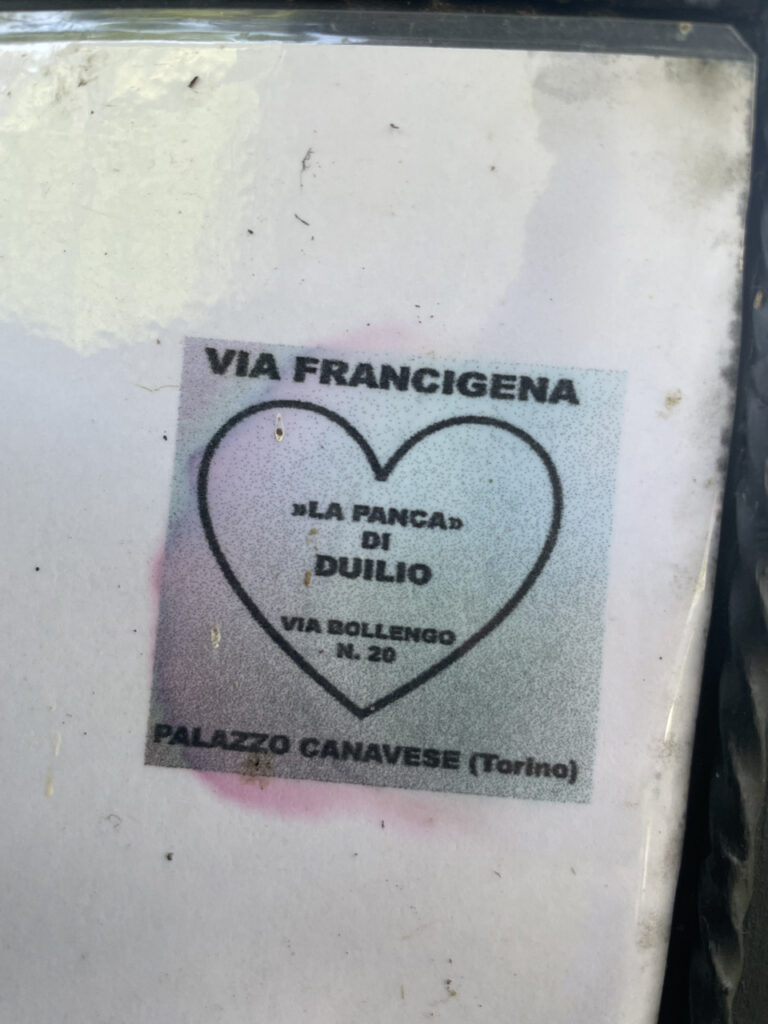 VIA FRANCIGENA
»LA PANCA»
DI
DUILIO
VIA BOLLENGO
N. 20
PALAZZO CANAVESE (Torino)